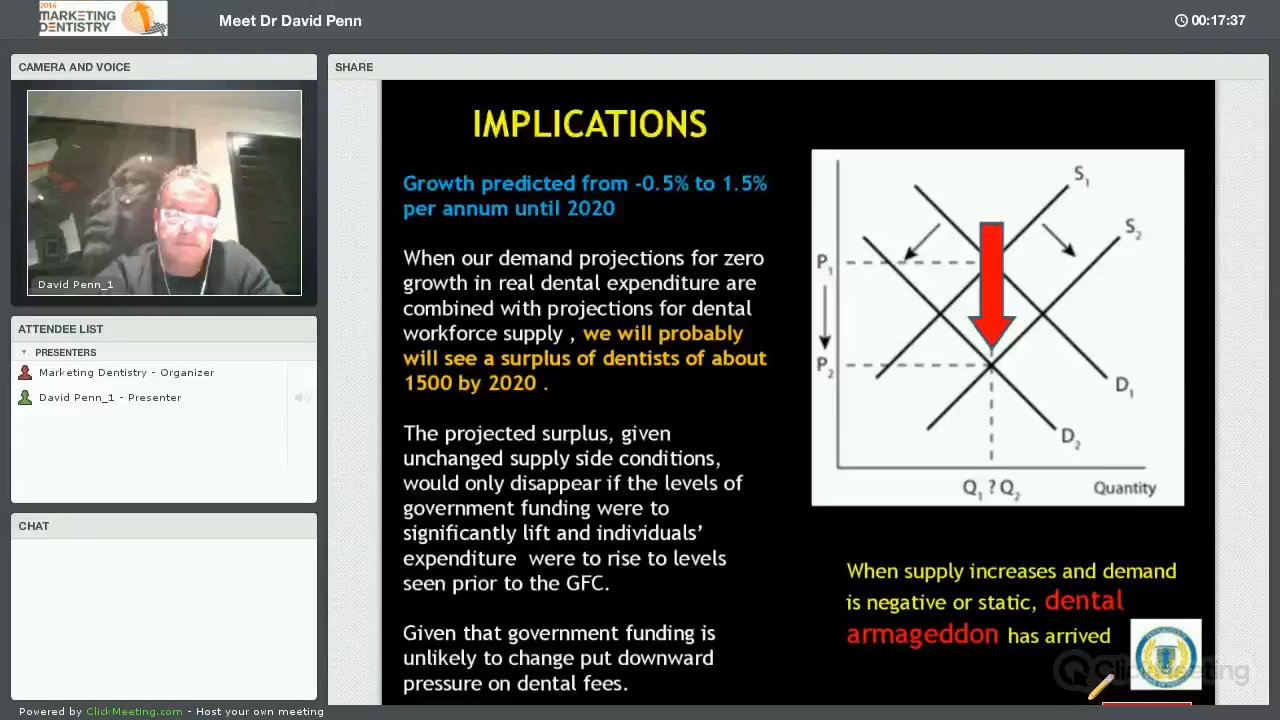 2016
MARKETING
DENTISTRY
Meet Dr David Penn
00:17:37
CAMERA AND VOICE
David Penn_1
ATTENDEE LIST
PRESENTERS
Marketing Dentistry - Organizer
David Penn_1 - Presenter
CHAT
SHARE
IMPLICATIONS
Growth predicted from -0.5% to 1.5%
per annum until 2020
When our demand projections for zero
growth in real dental expenditure are
combined with projections for dental
workforce supply , we will probably
will see a surplus of dentists of about
1500 by 2020 .
The projected surplus, given
unchanged supply side conditions,
would only disappear if the levels of
government funding were to
significantly lift and individuals’
expenditure were to rise to levels
seen prior to the GFC.
Given that government funding is
unlikely to change put downward
pressure on dental fees.
S1
S2
P1
P2
D1
D2
Q1 ? Q2
Quantity
When supply increases and demand
is negative or static, dental
armageddon has arrived
ClickMeeting
Powered by ClickMeeting.com - Host your own meeting